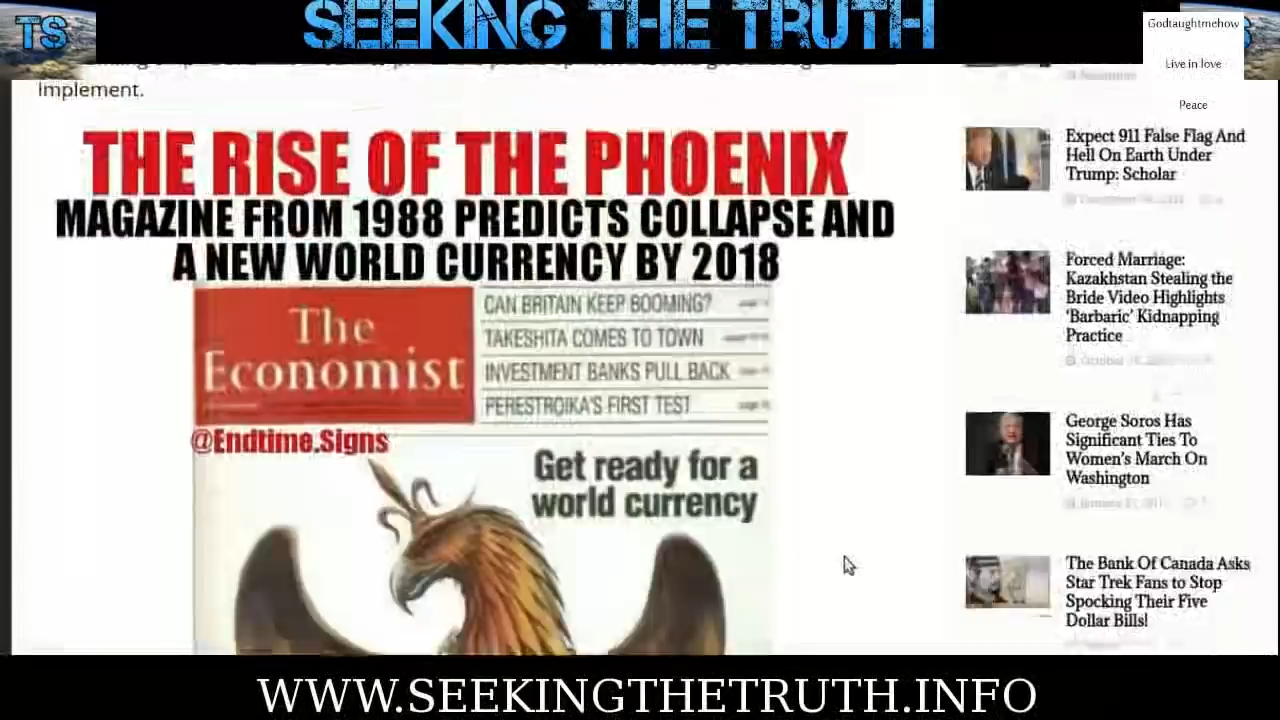 TS
SEEKING THE TRUTH
Godtaughtmehow
Live in love
Peace
Implement.
THE RISE OF THE PHOENIX
MAGAZINE FROM 1988 PREDICTS COLLAPSE AND
A NEW WORLD CURRENCY BY 2018
The
Economist
CAN BRITAIN KEEP BOOMING?
TAKESHITA COMES TO TOWN
INVESTMENT BANKS PULL BACK
PERESTROIKA'S FIRST TEST
@Endtime.Signs
Get ready for a
world currency
Expect 911 False Flag And
Hell On Earth Under
Trump: Scholar
Forced Marriage:
Kazakhstan Stealing the
Bride Video Highlights
'Barbaric' Kidnapping
Practice
George Soros Has
Significant Ties To
Women's March On
Washington
The Bank Of Canada Asks
Star Trek Fans to Stop
Spocking Their Five
Dollar Bills!
WWW.SEEKINGTHETRUTH.INFO